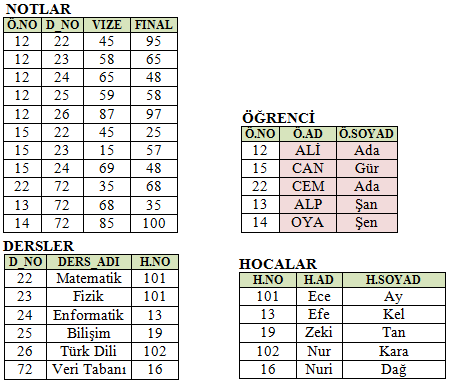 NOTLAR
Ö.NO D_NO VIZE FINAL
12 22 45 95
12 23 58 65
12 24 65 48
12 25 59 58
12 26 87 97
15 22 45 25
15 23 15 57
15 24 69 48
22 72 35 68
13 72 68 35
14 72 85 100
ÖĞRENCİ
Ö.NO Ö.AD Ö.SOYAD
12 ALİ Ada
15 CAN Gür
22 CEM Ada
13 ALP Şan
14 OYA Şen
DERSLER
D_NO DERS_ADI H.NO
22 Matematik 101
23 Fizik 101
24 Enformatik 13
25 Bilişim 19
26 Türk Dili 102
72 Veri Tabanı 16
HOCALAR
H.NO H.AD H.SOYAD
101 Ece Ay
13 Efe Kel
19 Zeki Tan
102 Nur Kara
16 Nuri Dağ